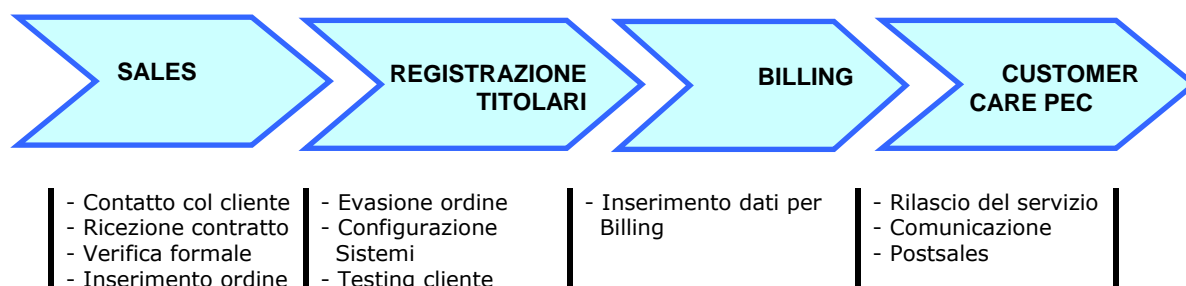 SALES
REGISTRAZIONE
TITOLARI
BILLING
CUSTOMER
CARE PEC
- Contatto col cliente
- Ricezione contratto
- Verifica formale
- Inserimento ordine
- Evasione ordine
- Configurazione
Sistemi
- Testing cliente
- Inserimento dati per
Billing
- Rilascio del servizio
- Comunicazione
- Postsales